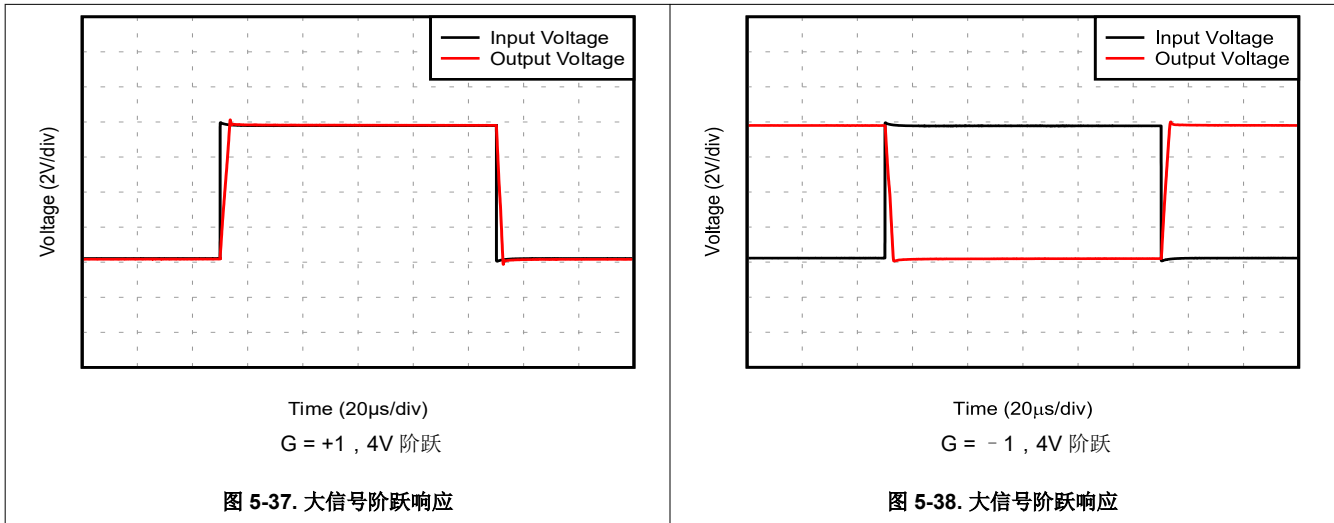 Input Voltage
Output Voltage
Voltage (2V/div)
Time (20µs/div)
G = +1 , 4V 阶跃
图 5-37. 大信号阶跃响应
Input Voltage
Output Voltage
Voltage (2V/div)
Time (20µs/div)
G = －1 , 4V 阶跃
图 5-38. 大信号阶跃响应